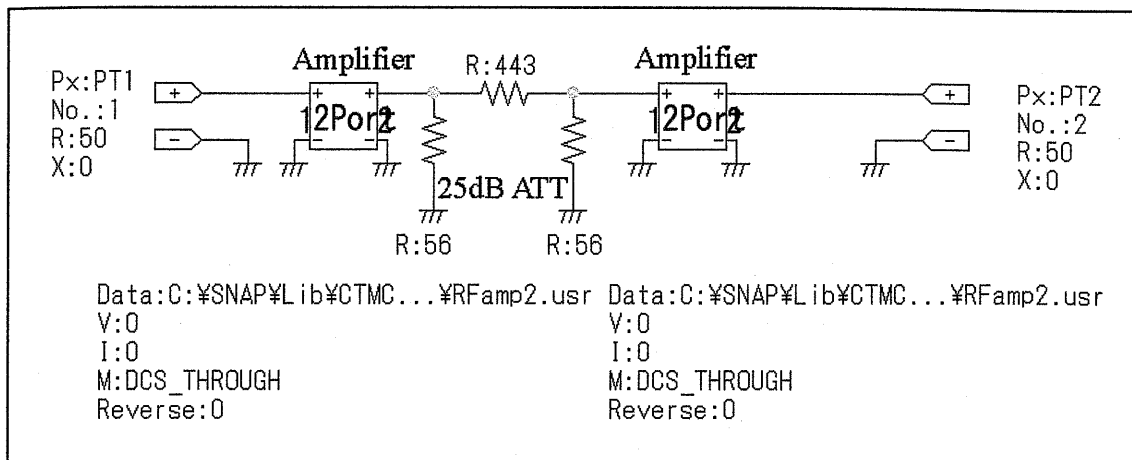 Amplifier
R:443
Amplifier
Px:PT1
No.:1
R:50
X:0
+
-
+ +
12Port2
- -
+ +
12Port2
- -
+
-
Px:PT2
No.:2
R:50
X:0
25dB ATT
R:56
R:56
Data:C:¥SNAP¥Lib¥CTMC...¥RFamp2.usr
V:0
I:0
M:DCS_THROUGH
Reverse:0
Data:C:¥SNAP¥Lib¥CTMC...¥RFamp2.usr
V:0
I:0
M:DCS_THROUGH
Reverse:0